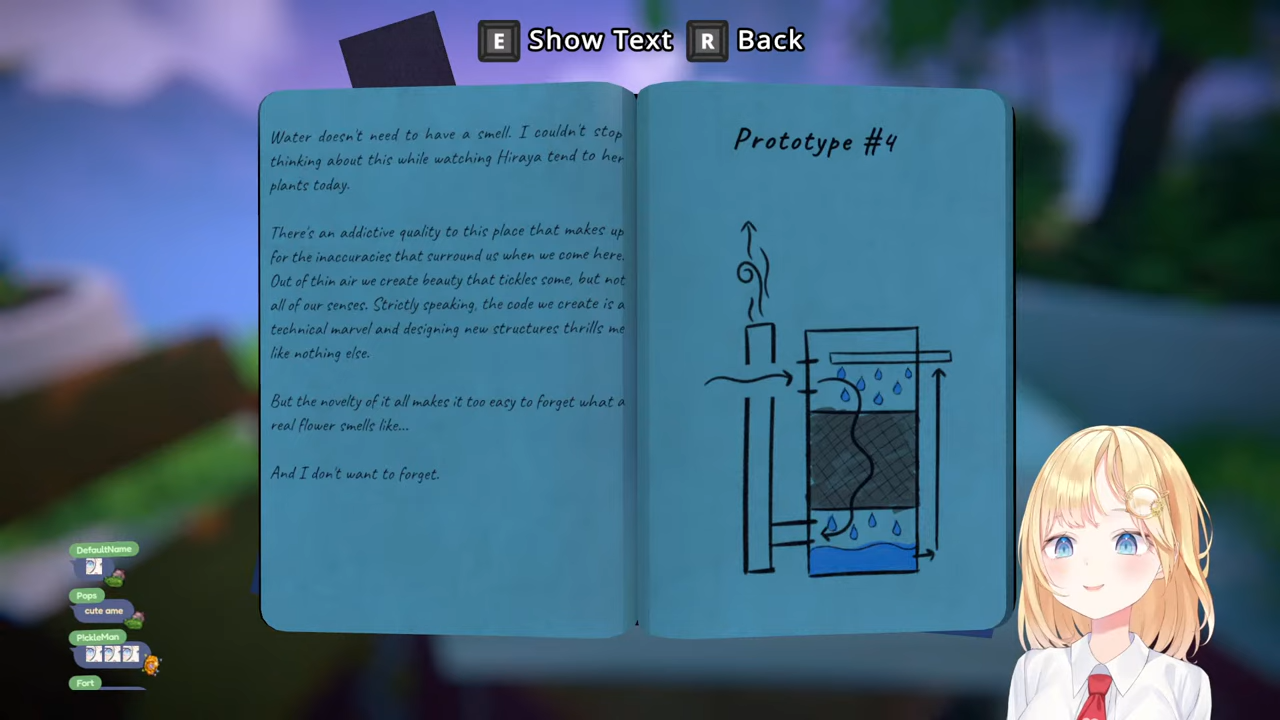 E Show Text R Back
Water doesn't need to have a smell. I couldn't stop
thinking about this while watching Hiraya tend to her
plants today.
There's an addictive quality to this place that makes up
for the inaccuracies that surround us when we come here.
Out of thin air we create beauty that tickles some, but not
all of our senses. Strictly speaking, the code we create is a
technical marvel and designing new structures thrills me
like nothing else.
But the novelty of it all makes it too easy to forget what a
real flower smells like...
And I don't want to forget.
Prototype #4
DefaultName
Pops
cute ame
PickleMan
Fort